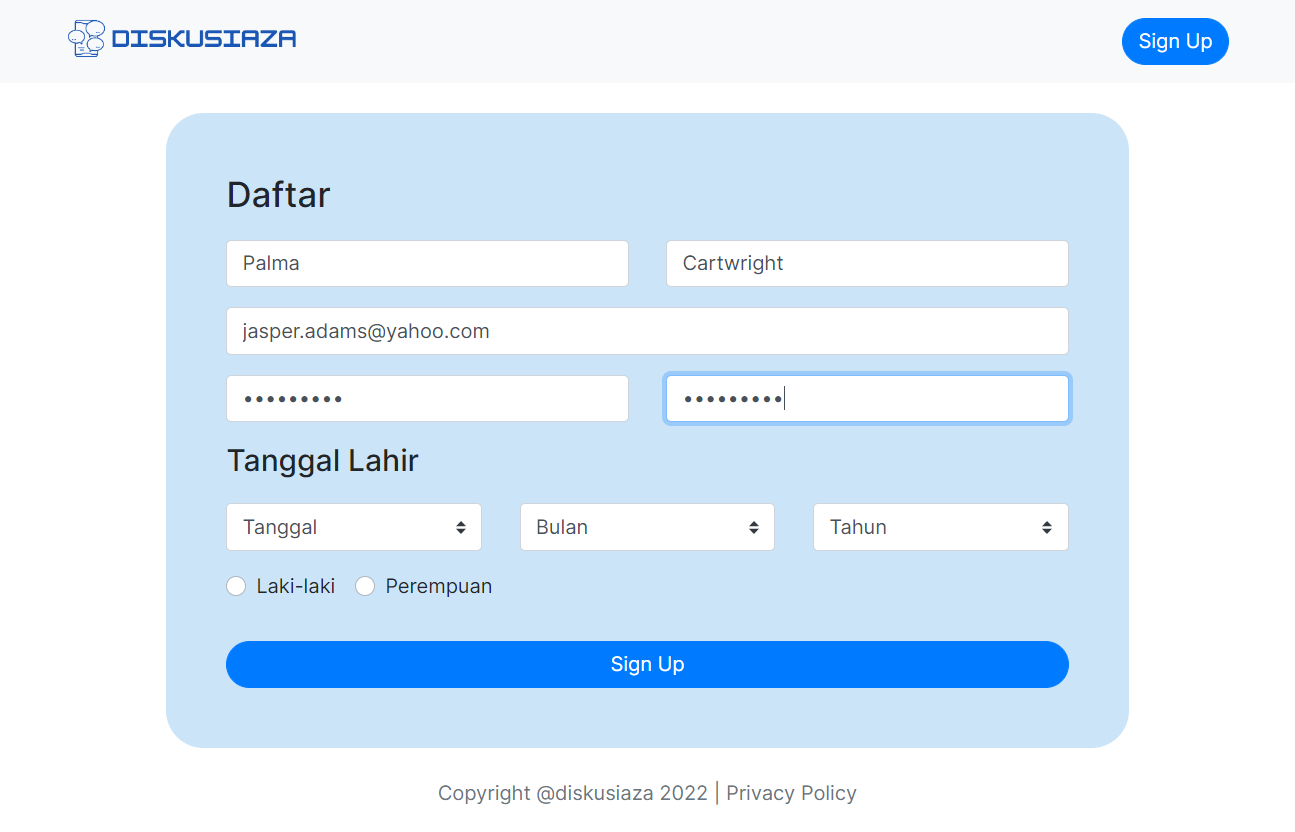 DISKUSIAZA
Sign Up
Daftar
Palma Cartwright
jasper.adams@yahoo.com
••••••••• •••••••••
Tanggal Lahir
Tanggal Bulan Tahun
Laki-laki Perempuan
Sign Up
Copyright @diskusiaza 2022 | Privacy Policy